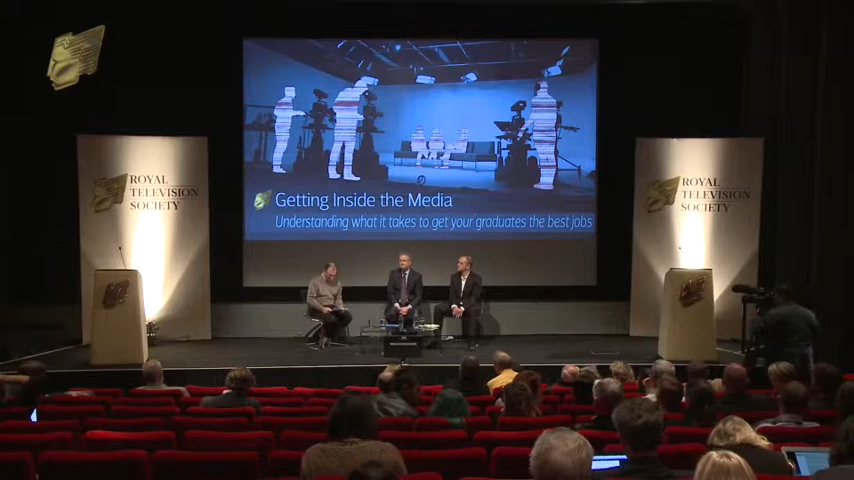 Getting Inside the Media
Understanding what it takes to get your graduates the best jobs
ROYAL
TELEVISION
SOCIETY
ROYAL
TELEVISION
SOCIETY